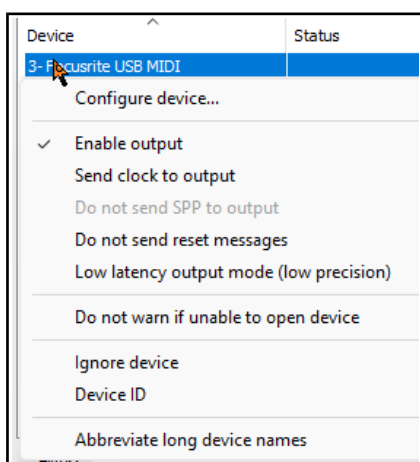 Device Status
3- Focusrite USB MIDI
Configure device...
Enable output
Send clock to output
Do not send SPP to output
Do not send reset messages
Low latency output mode (low precision)
Do not warn if unable to open device
Ignore device
Device ID
Abbreviate long device names